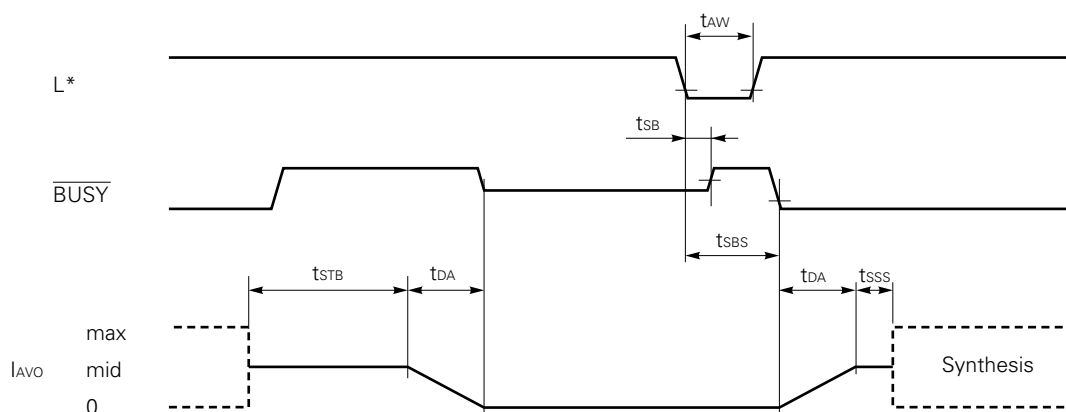 tAW
L*
tSB
BUSY
tSBS
tSTB
tDA
tDA
tSSS
max
IAVO
mid
Synthesis
0